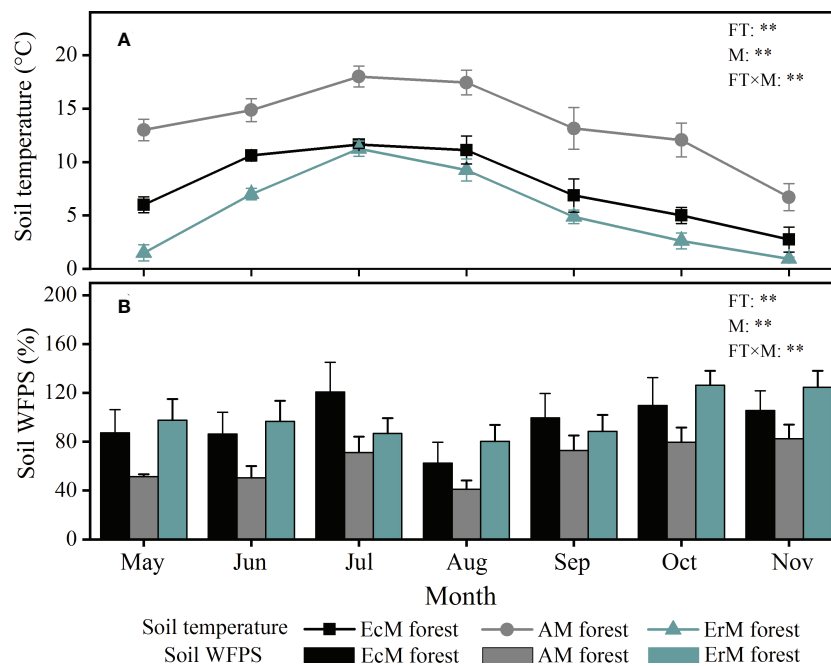 A
FT: **
M: **
FT×M: **
Soil temperature (°C)
20
15
10
5
0
B
FT: **
M: **
FT×M: **
Soil WFPS (%)
200
160
120
80
40
0
May Jun Jul Aug Sep Oct Nov
Month
Soil temperature EcM forest AM forest ErM forest
Soil WFPS EcM forest AM forest ErM forest